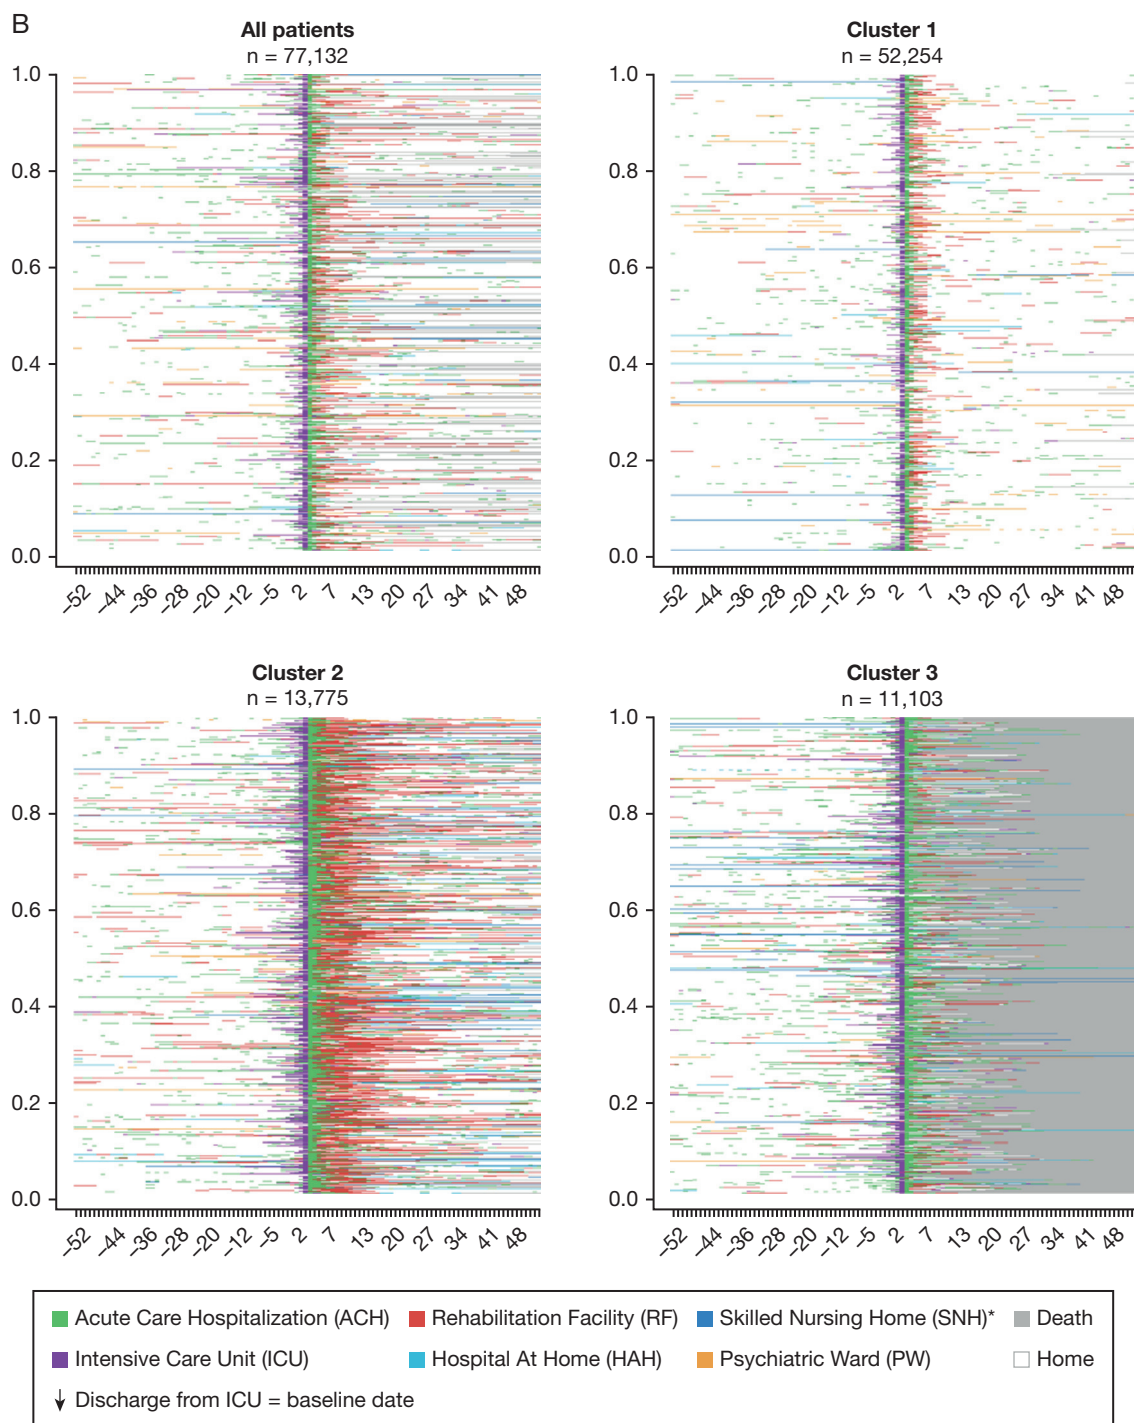 B
All patients
n = 77,132
1.0
0.8
0.6
0.4
0.2
0.0
−52 −44 −36 −28 −20 −12 −5 2 7 13 20 27 34 41 48
Cluster 1
n = 52,254
1.0
0.8
0.6
0.4
0.2
0.0
−52 −44 −36 −28 −20 −12 −5 2 7 13 20 27 34 41 48
Cluster 2
n = 13,775
1.0
0.8
0.6
0.4
0.2
0.0
−52 −44 −36 −28 −20 −12 −5 2 7 13 20 27 34 41 48
Cluster 3
n = 11,103
1.0
0.8
0.6
0.4
0.2
0.0
−52 −44 −36 −28 −20 −12 −5 2 7 13 20 27 34 41 48
Acute Care Hospitalization (ACH) Rehabilitation Facility (RF) Skilled Nursing Home (SNH)* Death
Intensive Care Unit (ICU) Hospital At Home (HAH) Psychiatric Ward (PW) Home
↓ Discharge from ICU = baseline date